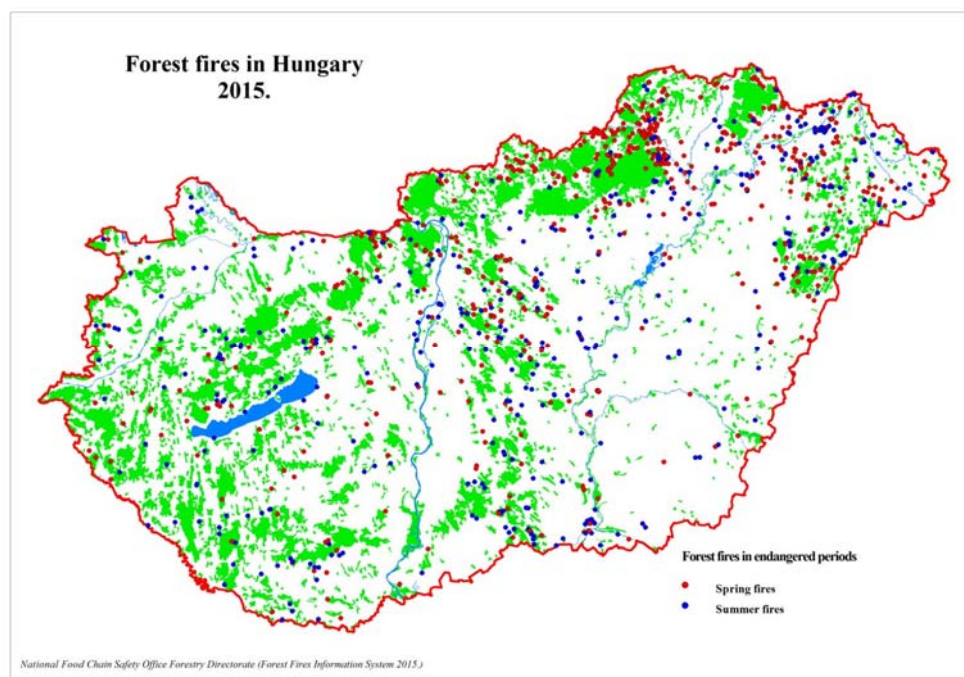 Forest fires in Hungary
2015.
Forest fires in endangered periods
Spring fires
Summer fires
National Food Chain Safety Office Forestry Directorate (Forest Fires Information System 2015.)